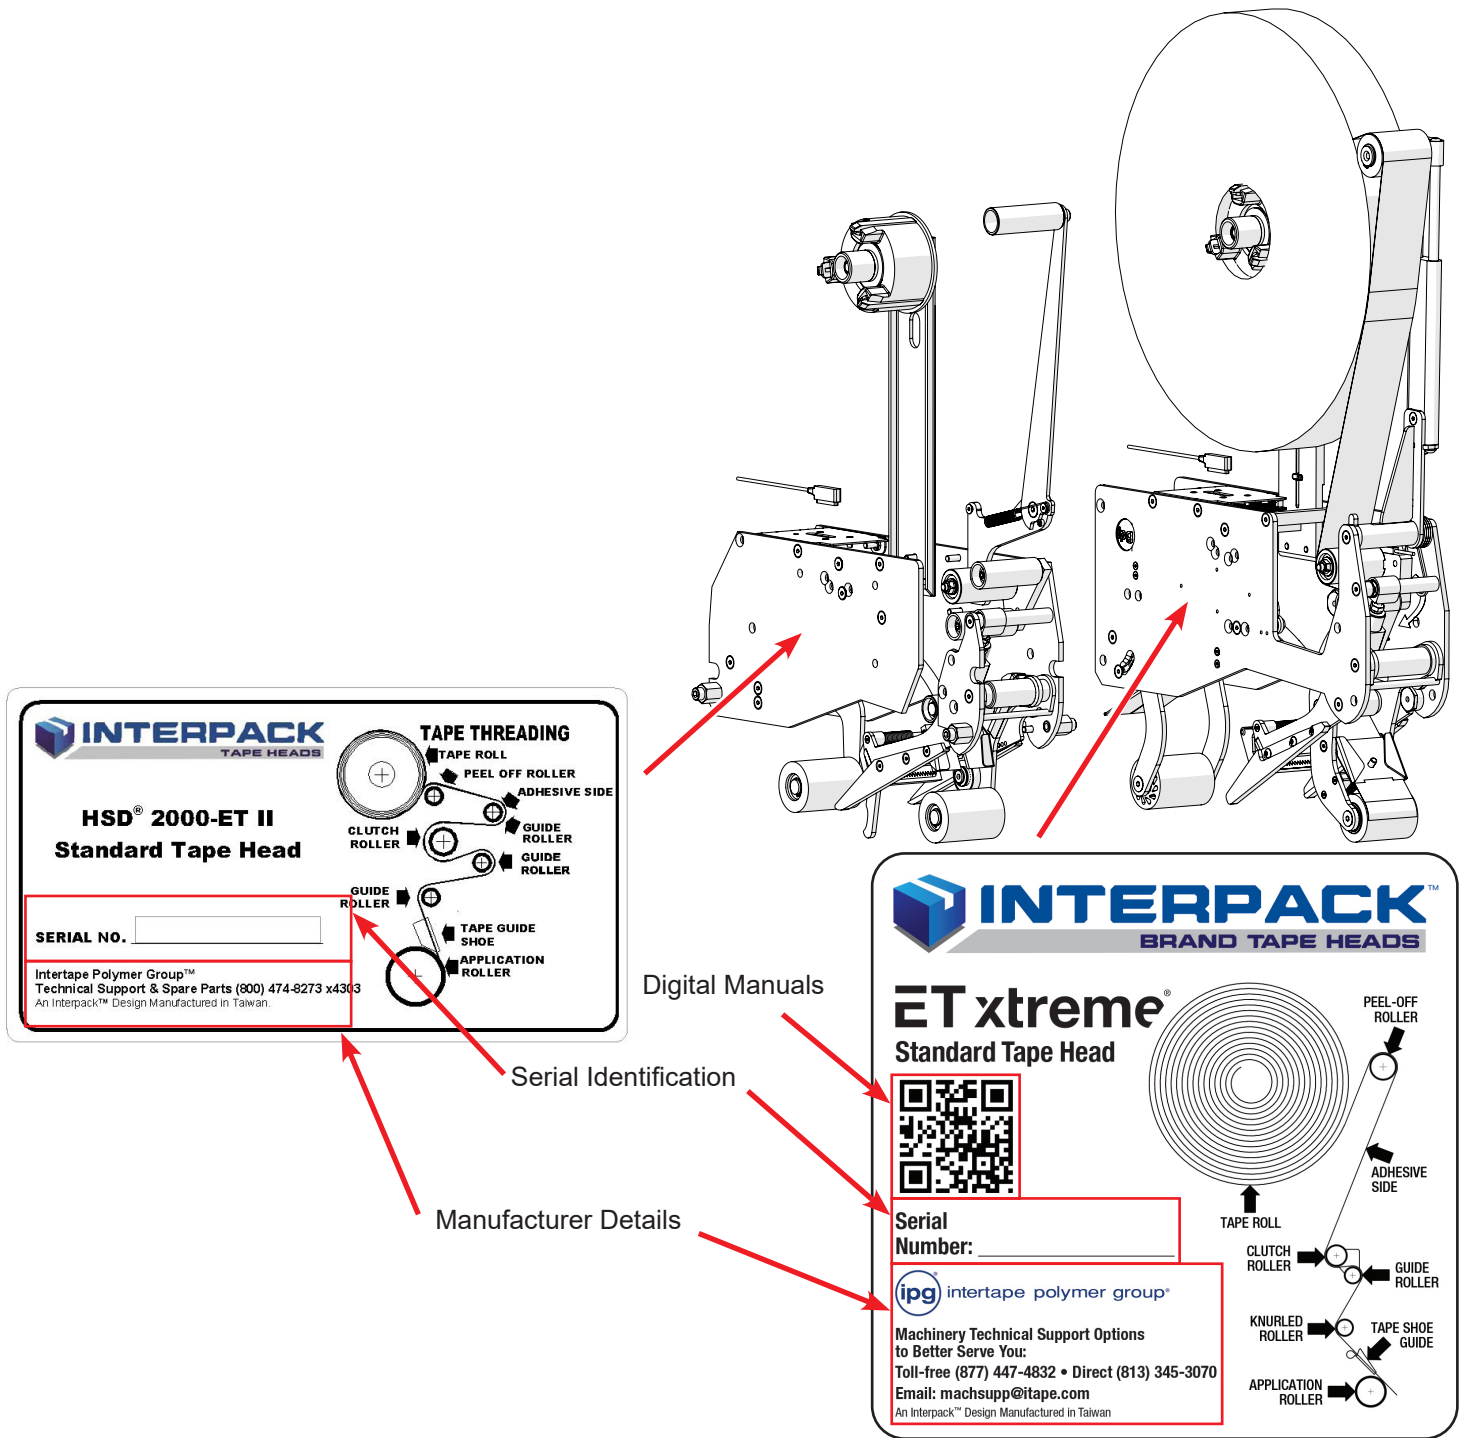 ipg
INTERPACK
TAPE HEADS
HSD® 2000-ET II
Standard Tape Head
SERIAL NO.
Intertape Polymer Group™
Technical Support & Spare Parts (800) 474-8273 x4303
An Interpack™ Design Manufactured in Taiwan.
TAPE THREADING
TAPE ROLL
PEEL OFF ROLLER
ADHESIVE SIDE
GUIDE
ROLLER
CLUTCH
ROLLER
GUIDE
ROLLER
GUIDE
ROLLER
TAPE GUIDE
SHOE
APPLICATION
ROLLER
Digital Manuals
Serial Identification
Manufacturer Details
INTERPACK™
BRAND TAPE HEADS
ET xtreme®
Standard Tape Head
Serial
Number:
ipg® intertape polymer group®
Machinery Technical Support Options
to Better Serve You:
Toll-free (877) 447-4832 • Direct (813) 345-3070
Email: machsupp@itape.com
An Interpack™ Design Manufactured in Taiwan
PEEL-OFF
ROLLER
ADHESIVE
SIDE
TAPE ROLL
CLUTCH
ROLLER
GUIDE
ROLLER
KNURLED
ROLLER
TAPE SHOE
GUIDE
APPLICATION
ROLLER